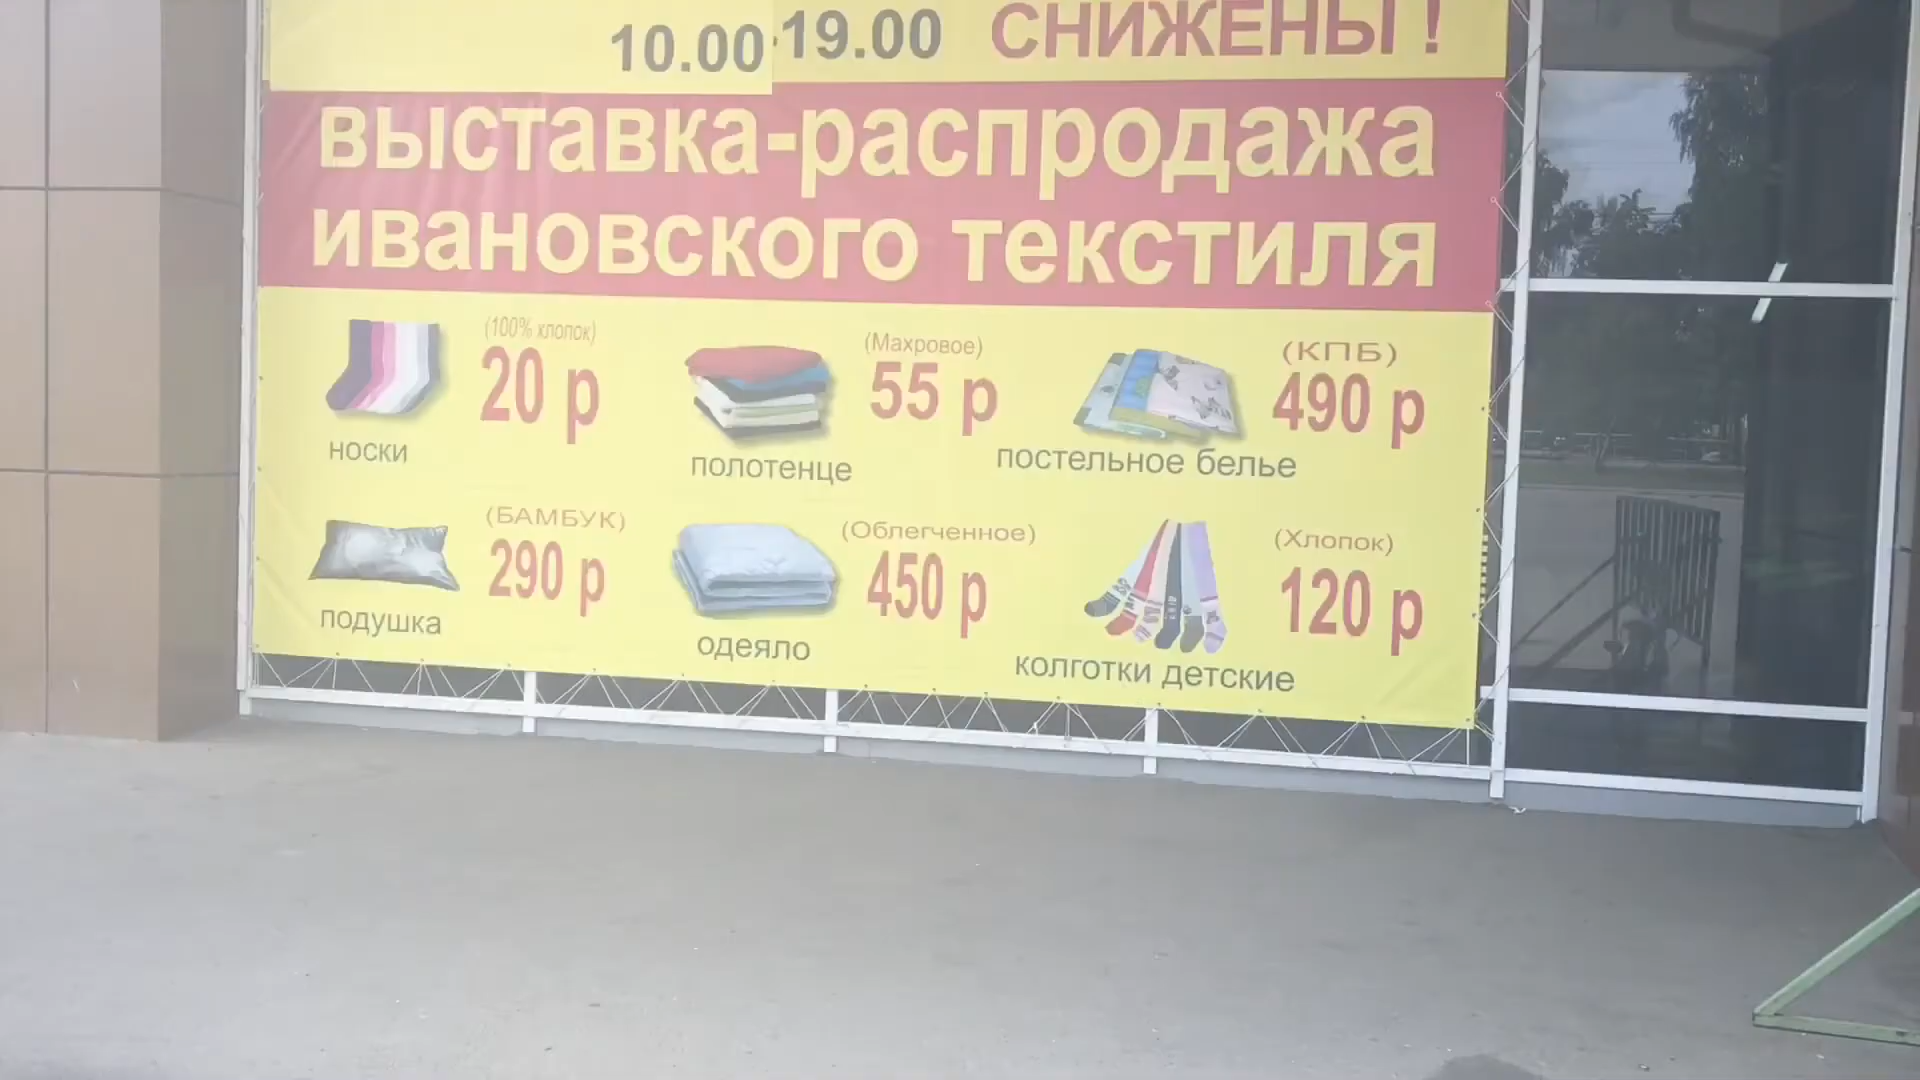 10.00-19.00 СНИЖЕНЫ !
выставка-распродажа
ивановского текстиля
(100% хлопок)
20 р
носки
(Махровое)
55 р
полотенце
(КПБ)
490 р
постельное белье
(БАМБУК)
290 р
подушка
(Облегченное)
450 р
одеяло
(Хлопок)
120 р
колготки детские